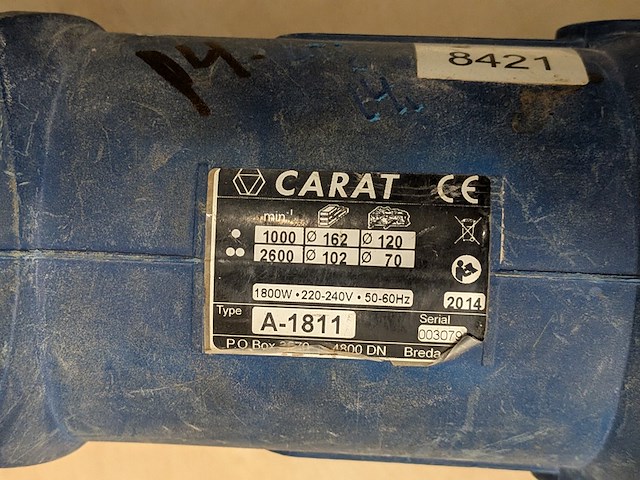 8421
CARAT CE
min⁻¹
1000 Ø 162 Ø 120
2600 Ø 102 Ø 70
1800W • 220-240V • 50-60Hz
2014
Type A-1811
Serial
003079
P.O Box 4800 DN Breda